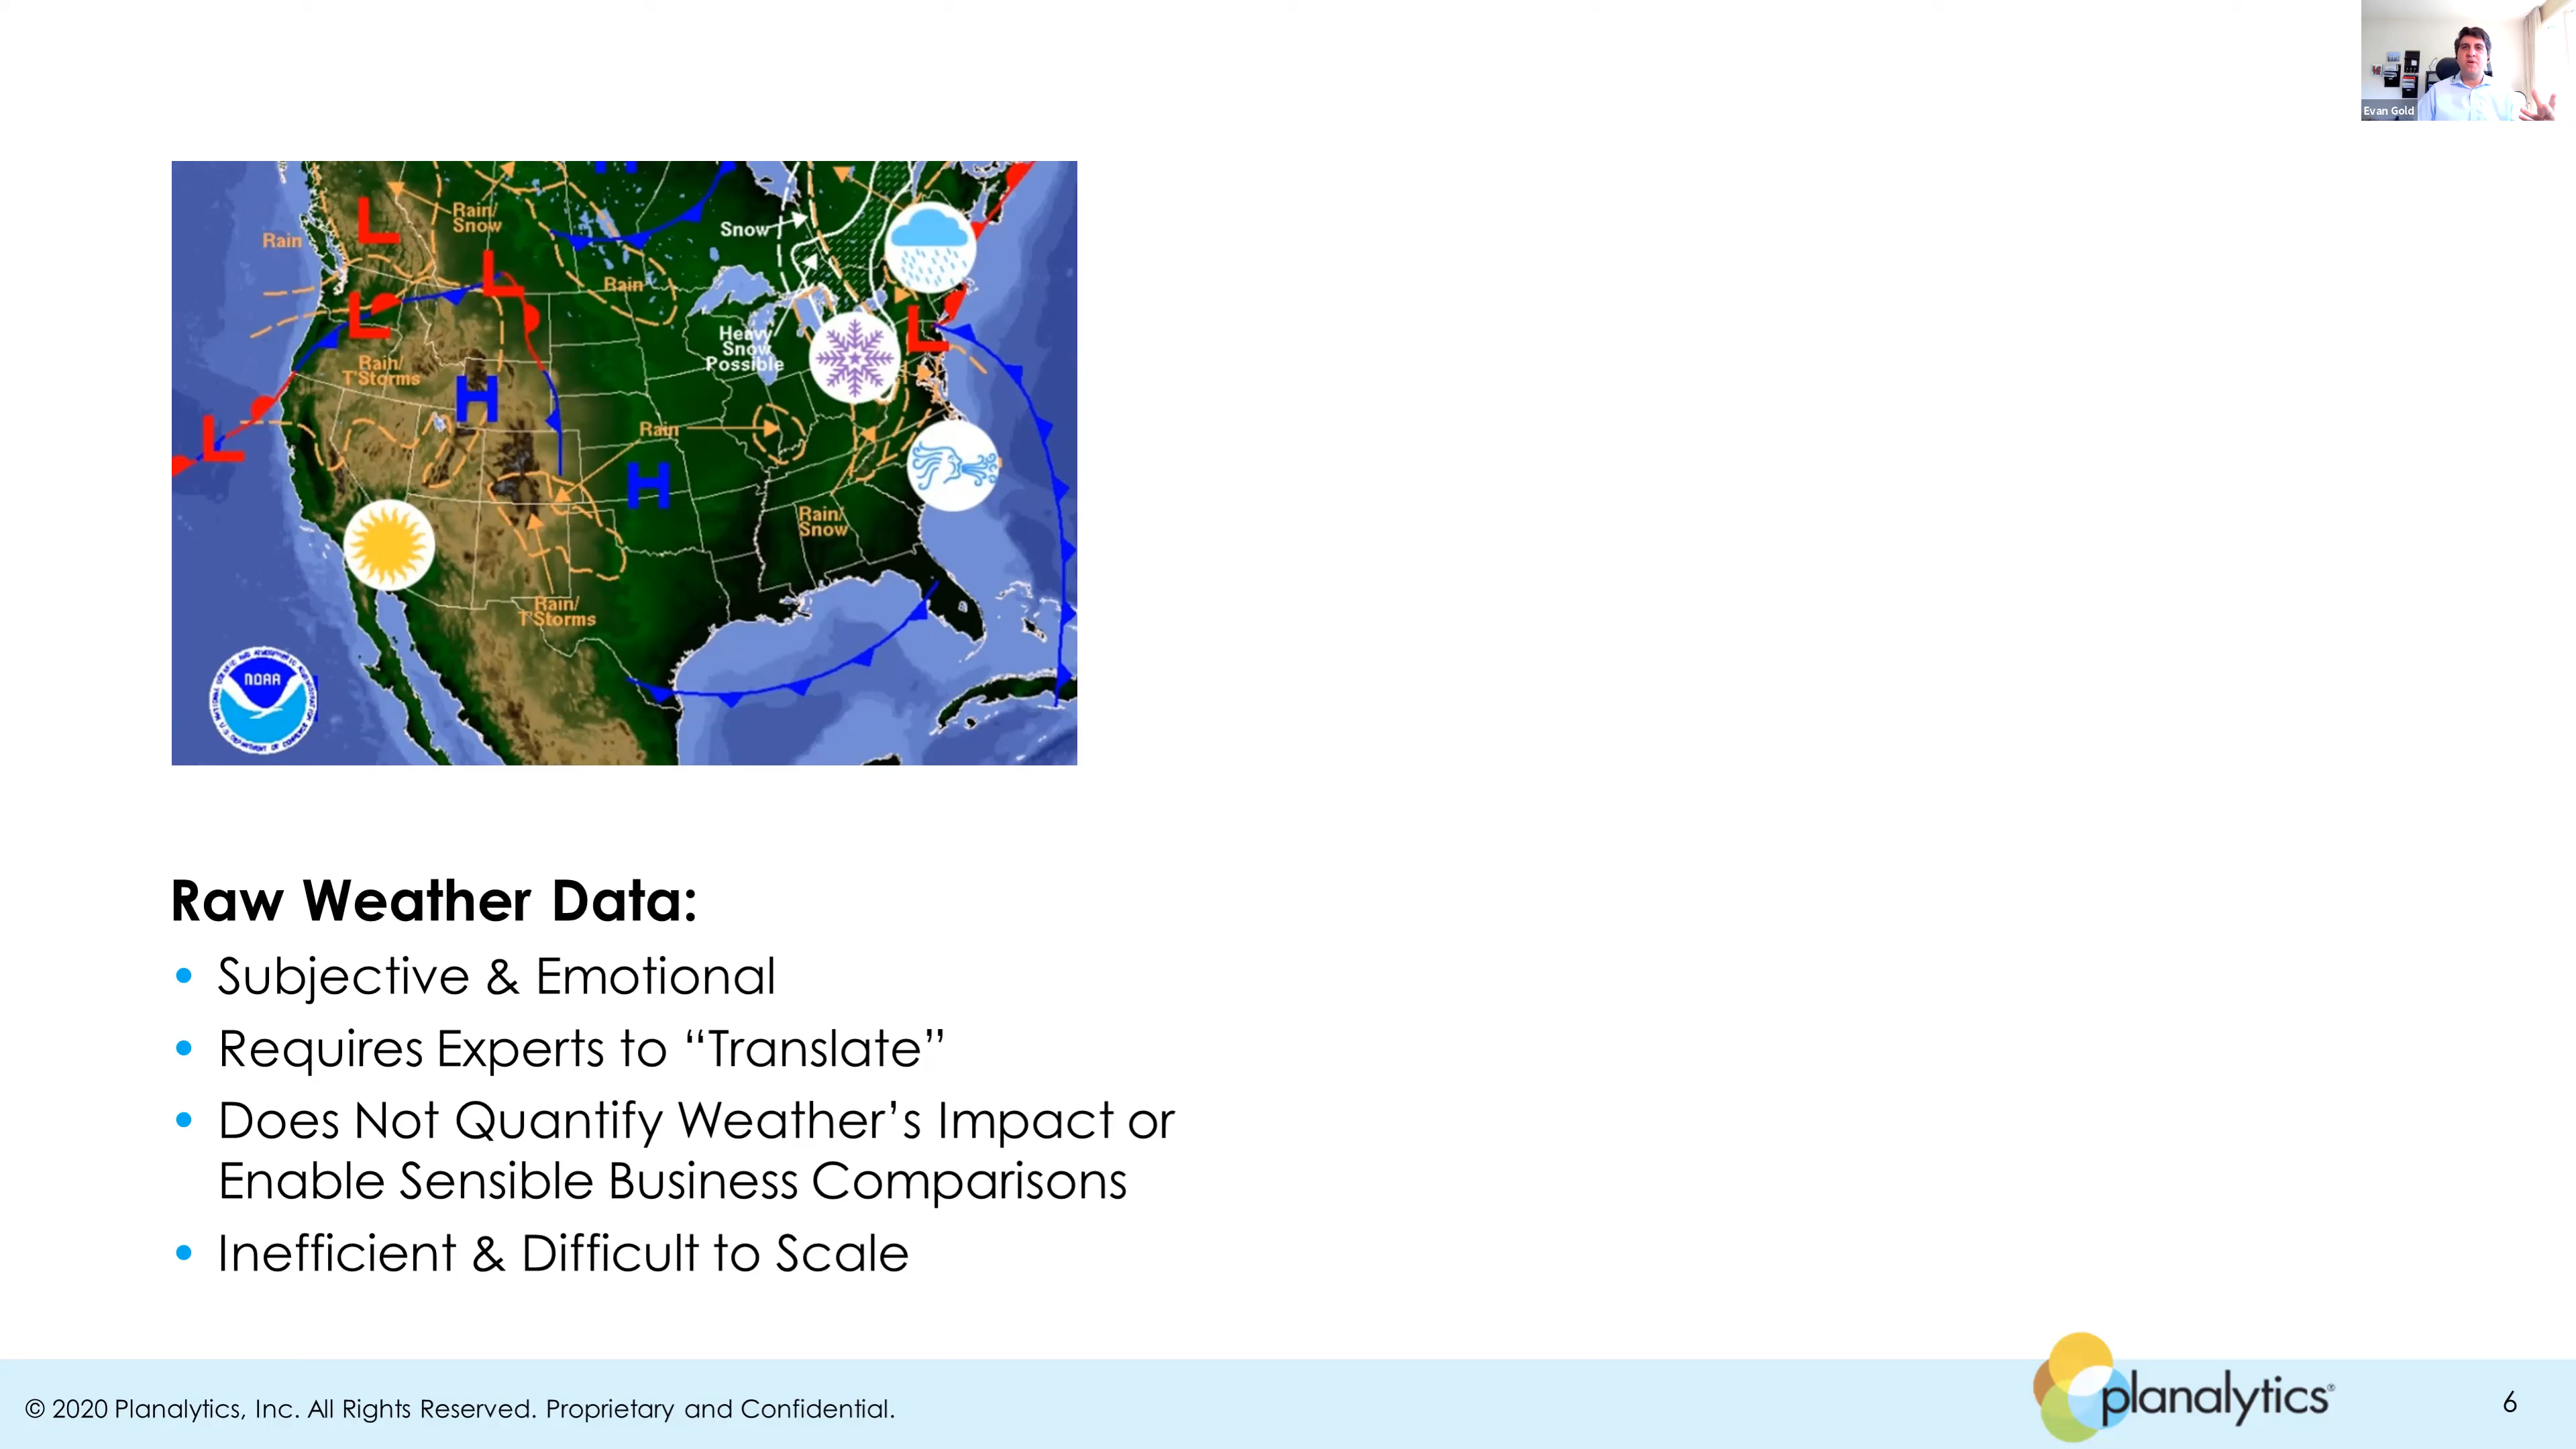 Evan Gold
H
L
Rain/
Snow
Rain
Snow
L
Rain
L
L
Heavy
Snow
Possible
Rain/
T'Storms
H
L
Rain
H
Rain/
Snow
Rain/
T'Storms
NOAA
Raw Weather Data:
• Subjective & Emotional
• Requires Experts to “Translate”
• Does Not Quantify Weather’s Impact or
Enable Sensible Business Comparisons
• Inefficient & Difficult to Scale
© 2020 Planalytics, Inc. All Rights Reserved. Proprietary and Confidential.
planalytics®
6